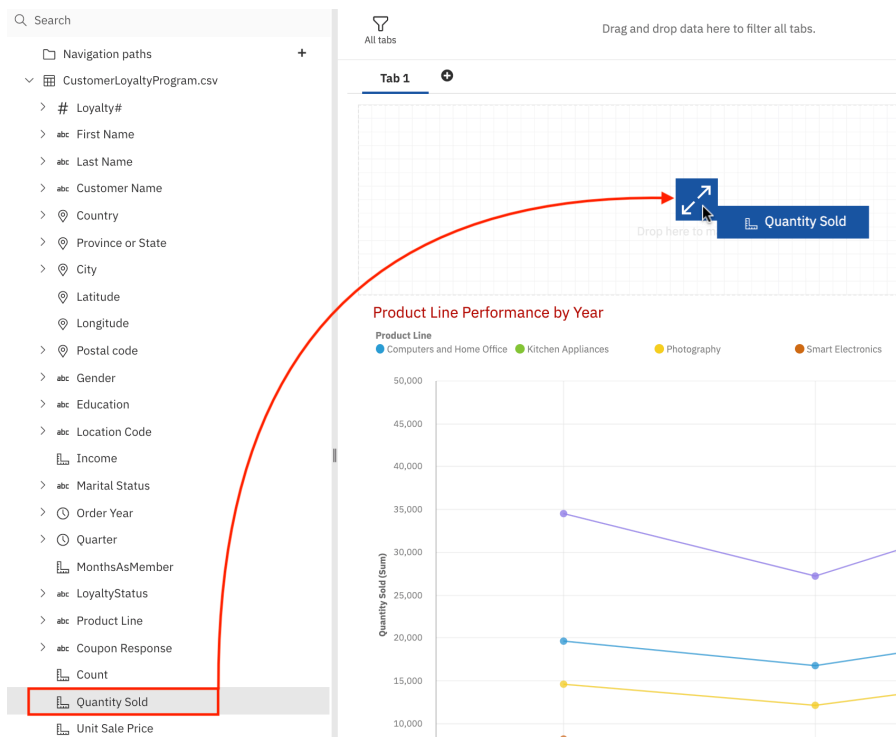 Search
Navigation paths +
CustomerLoyaltyProgram.csv
# Loyalty#
abc First Name
abc Last Name
abc Customer Name
Country
Province or State
City
Latitude
Longitude
Postal code
abc Gender
abc Education
abc Location Code
Income
abc Marital Status
Order Year
Quarter
MonthsAsMember
abc LoyaltyStatus
abc Product Line
abc Coupon Response
Count
Quantity Sold
Unit Sale Price
All tabs
Drag and drop data here to filter all tabs.
Tab 1
Quantity Sold
Drop here to m
Product Line Performance by Year
Product Line
Computers and Home Office Kitchen Appliances Photography Smart Electronics
50,000
45,000
40,000
35,000
30,000
25,000
20,000
15,000
10,000
Quantity Sold (Sum)